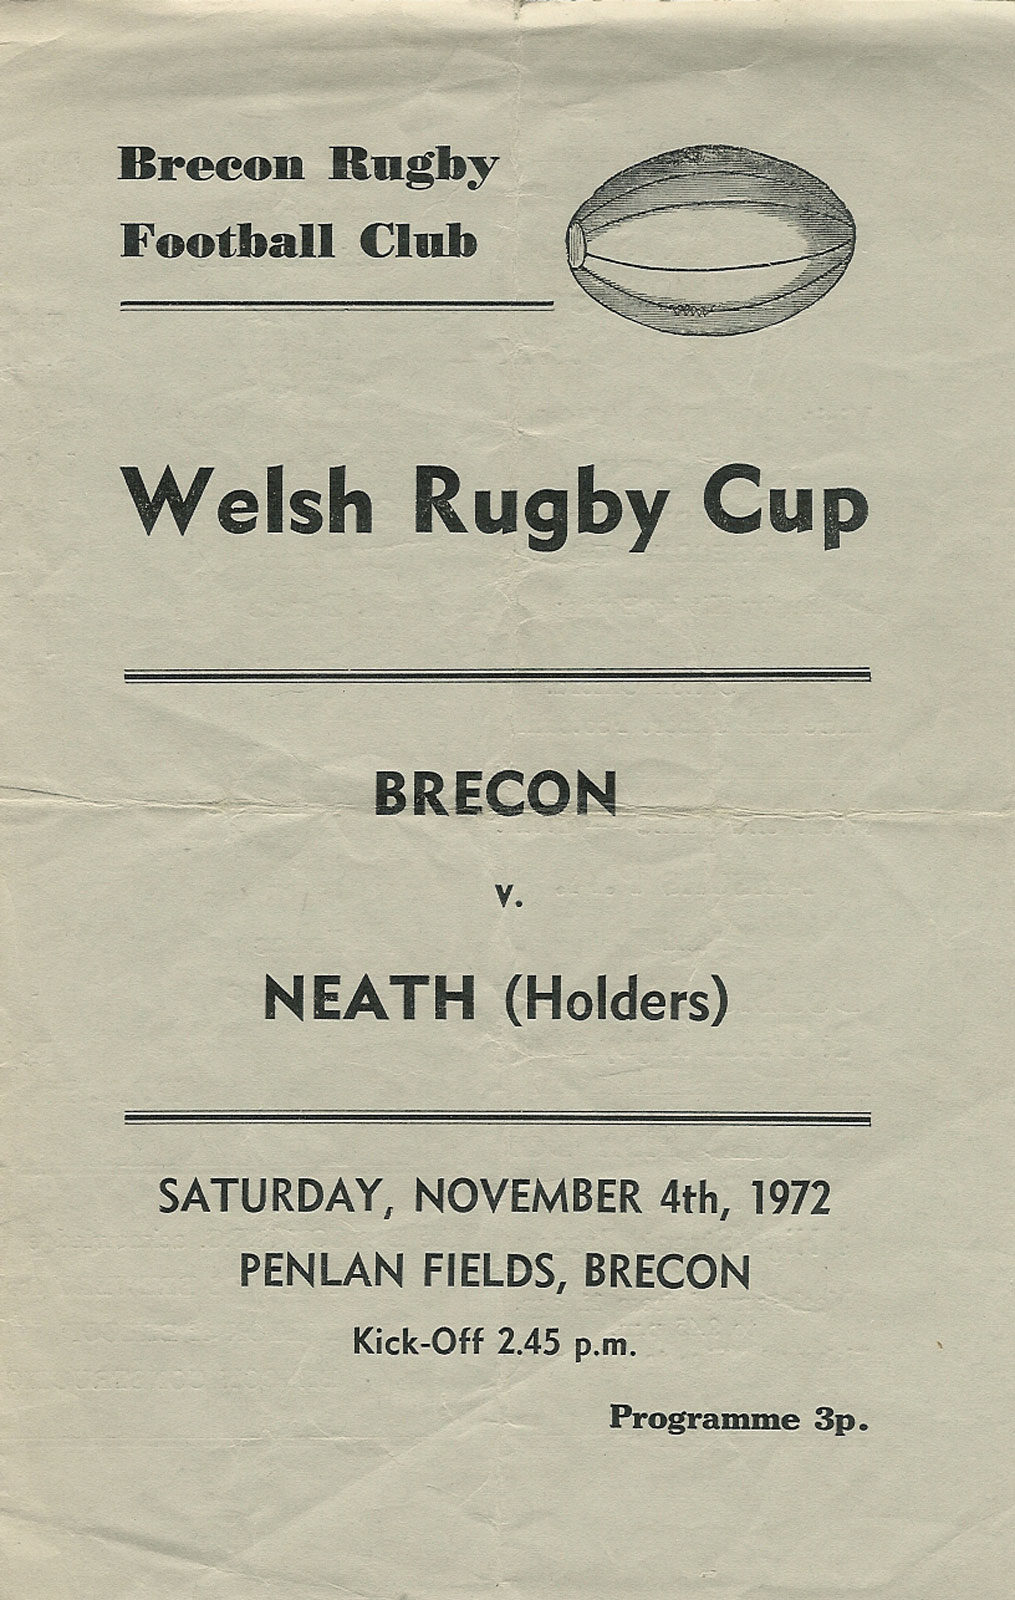 Brecon Rugby
Football Club
Welsh Rugby Cup
BRECON
v.
NEATH (Holders)
SATURDAY, NOVEMBER 4th, 1972
PENLAN FIELDS, BRECON
Kick-Off 2.45 p.m.
Programme 3p.